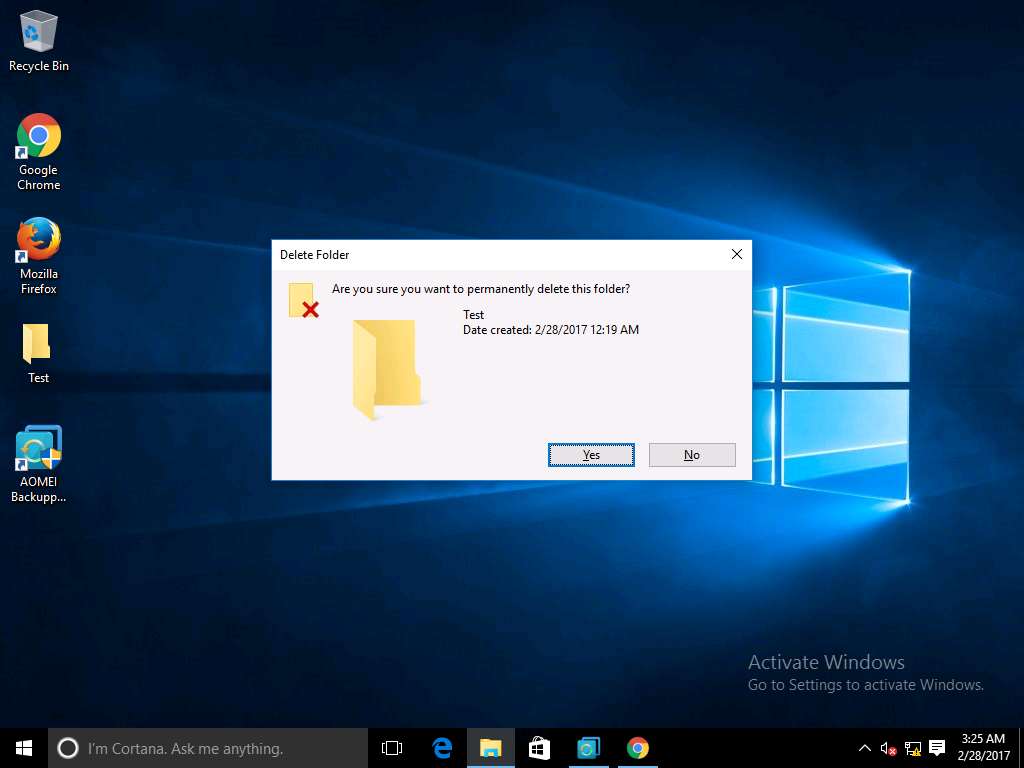 Recycle Bin
Google
Chrome
Mozilla
Firefox
Test
AOMEI
Backupp...
Delete Folder
Are you sure you want to permanently delete this folder?
Test
Date created: 2/28/2017 12:19 AM
Yes
No
Activate Windows
Go to Settings to activate Windows.
I'm Cortana. Ask me anything.
3:25 AM
2/28/2017